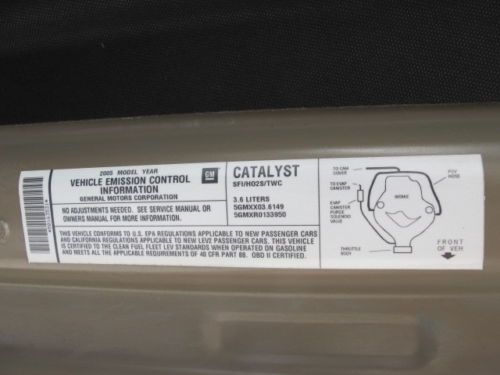 2005 MODEL YEAR
VEHICLE EMISSION CONTROL
INFORMATION
GENERAL MOTORS CORPORATION
GM
NO ADJUSTMENTS NEEDED. SEE SERVICE MANUAL OR
OWNERS MANUAL FOR MORE INFORMATION.
CATALYST
SFI/HO2S/TWC
3.6 LITERS
5GMXX03.6149
5GMXR0133950
THIS VEHICLE CONFORMS TO U.S. EPA REGULATIONS APPLICABLE TO NEW PASSENGER CARS
AND CALIFORNIA REGULATIONS APPLICABLE TO NEW LEV2 PASSENGER CARS. THIS VEHICLE
IS CERTIFIED TO THE CLEAN FUEL FLEET LEV STANDARDS WHEN OPERATED ON GASOLINE
AND MEETS ALL THE APPLICABLE REQUIREMENTS OF 40 CFR PART 88. OBD II CERTIFIED.
TO CAM
COVER
PCV
HOSE
TO EVAP
CANISTER
INTAKE
EVAP
CANISTER
PURGE
SOLENOID
VALVE
THROTTLE
BODY
FRONT
OF VEH